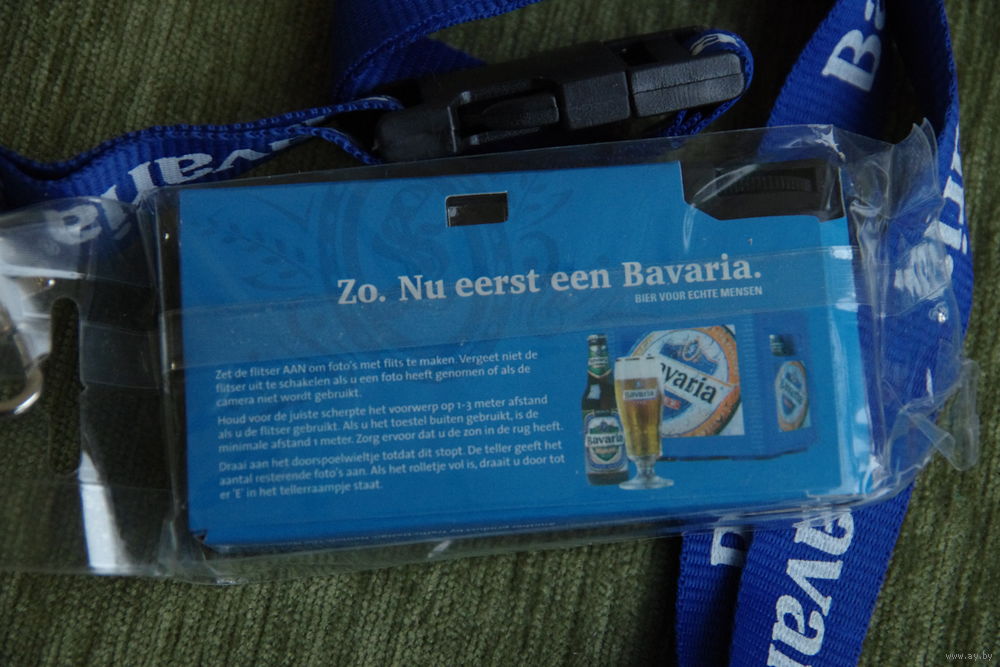 Bavaria
Zo. Nu eerst een Bavaria.
BIER VOOR ECHTE MENSEN
Zet de flitser AAN om foto's met flits te maken. Vergeet niet de
flitser uit te schakelen als u een foto heeft genomen of als de
camera niet wordt gebruikt.
Houd voor de juiste scherpte het voorwerp op 1-3 meter afstand
als u de flitser gebruikt. Als u het toestel buiten gebruikt, is de
minimale afstand 1 meter. Zorg ervoor dat u de zon in de rug heeft.
Draai aan het doorspoelwieltje totdat dit stopt. De teller geeft het
aantal resterende foto's aan. Als het rolletje vol is, draait u door tot
er 'E' in het tellerraampje staat.
Bavaria
Bavaria
avaria
Bavaria
avaria
www.ay.by